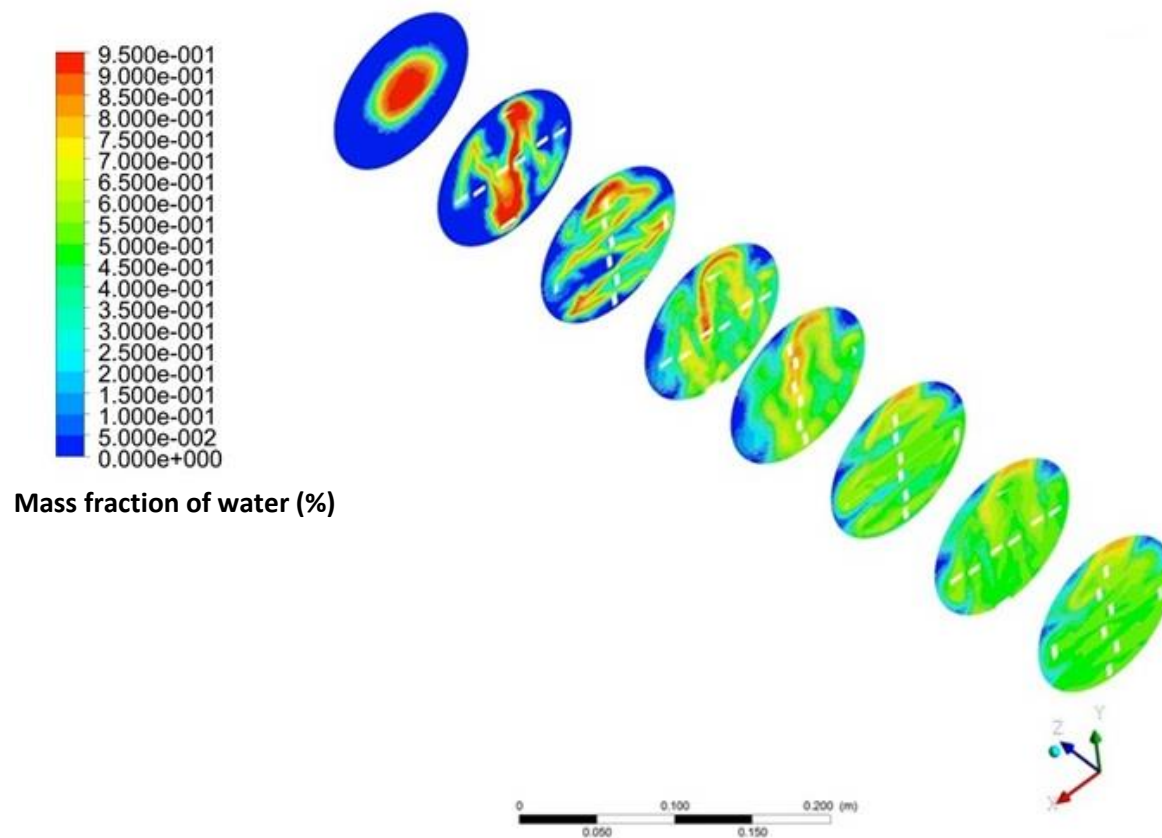 9.500e-001
9.000e-001
8.500e-001
8.000e-001
7.500e-001
7.000e-001
6.500e-001
6.000e-001
5.500e-001
5.000e-001
4.500e-001
4.000e-001
3.500e-001
3.000e-001
2.500e-001
2.000e-001
1.500e-001
1.000e-001
5.000e-002
0.000e+000
Mass fraction of water (%)
Y
Z
X
0 0.100 0.200 (m)
0.050 0.150